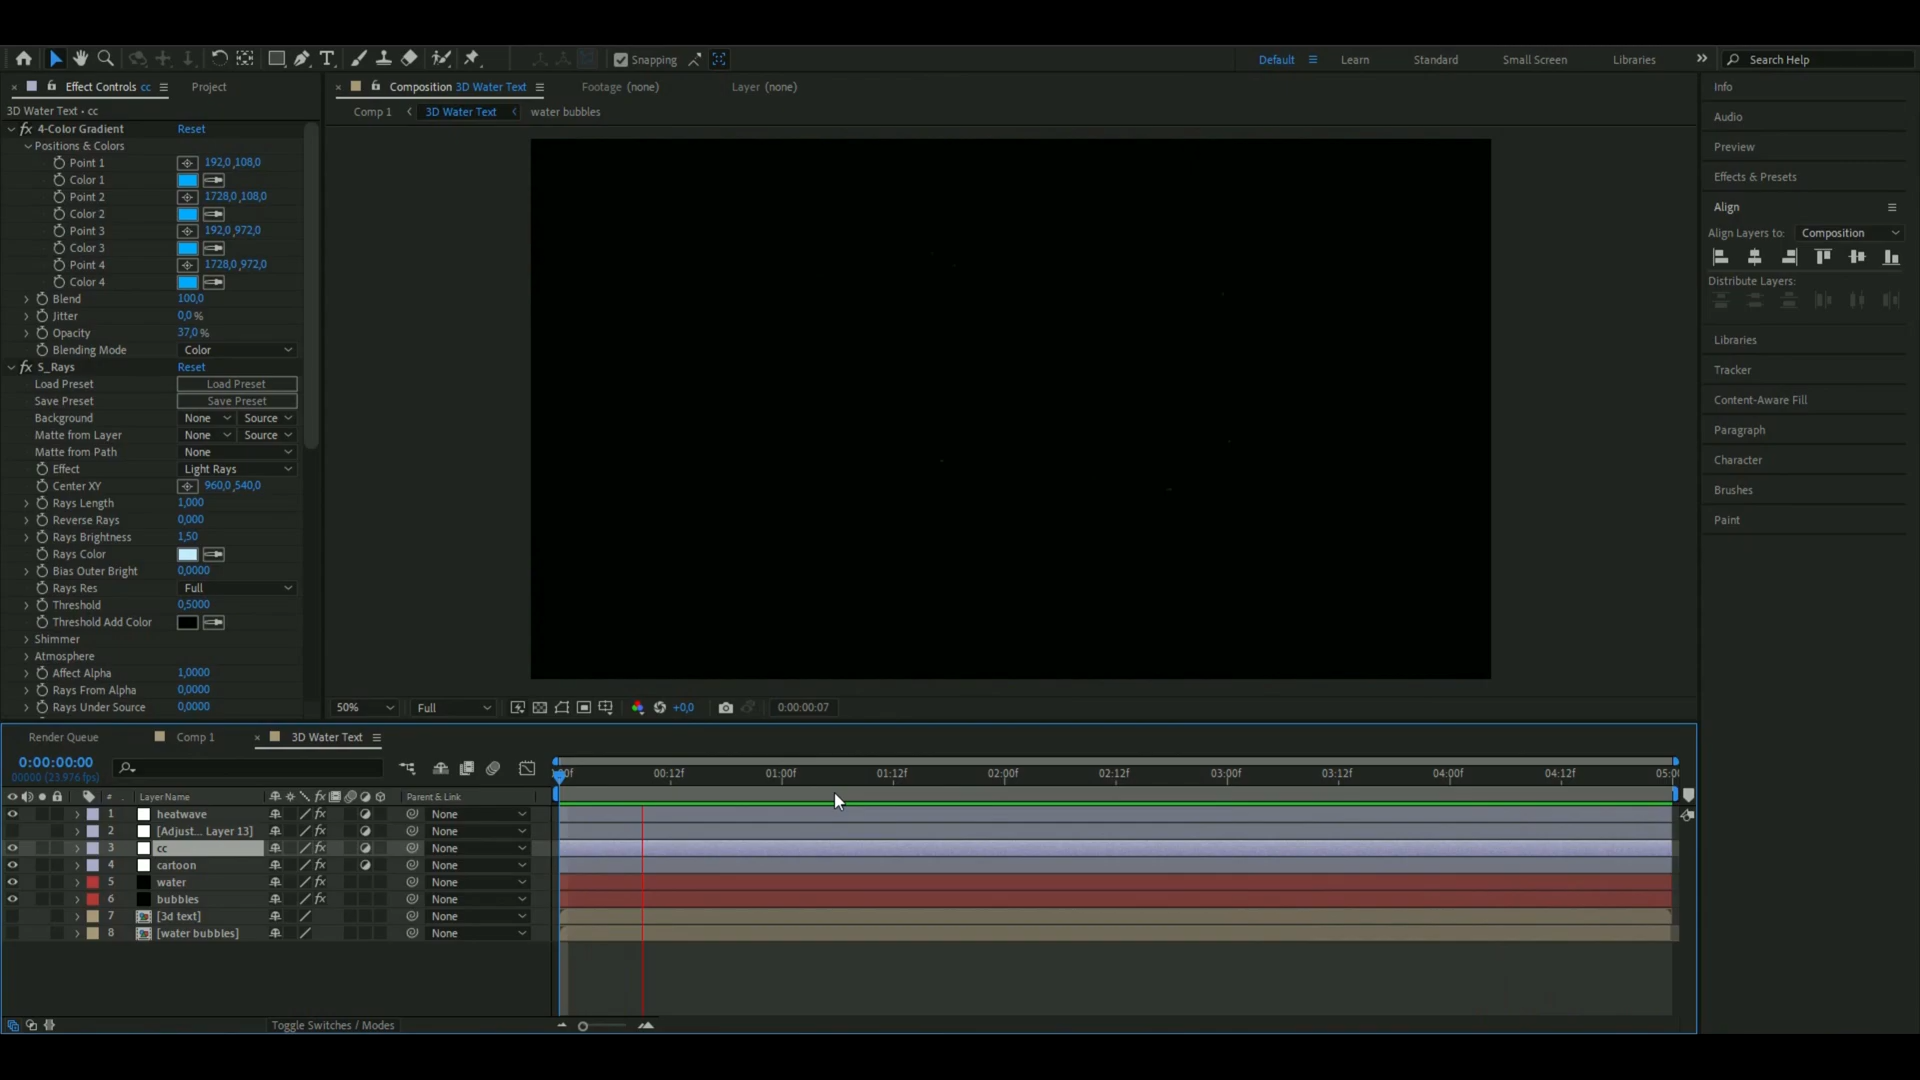 Snapping
Default
Learn
Standard
Small Screen
Libraries
Search Help
Effect Controls cc
Project
3D Water Text • cc
fx 4-Color Gradient Reset
Positions & Colors
Point 1 192,0,108,0
Color 1
Point 2 1728,0,108,0
Color 2
Point 3 192,0,972,0
Color 3
Point 4 1728,0,972,0
Color 4
Blend 100,0
Jitter 0,0 %
Opacity 37,0 %
Blending Mode Color
fx S_Rays Reset
Load Preset Load Preset
Save Preset Save Preset
Background None Source
Matte from Layer None Source
Matte from Path None
Effect Light Rays
Center XY 960,0,540,0
Rays Length 1,000
Reverse Rays 0,000
Rays Brightness 1,50
Rays Color
Bias Outer Bright 0,0000
Rays Res Full
Threshold 0,5000
Threshold Add Color
Shimmer
Atmosphere
Affect Alpha 1,0000
Rays From Alpha 0,0000
Rays Under Source 0,0000
Composition 3D Water Text
Footage (none)
Layer (none)
Comp 1
3D Water Text
water bubbles
50%
Full
+0,0
0:00:00:07
Info
Audio
Preview
Effects & Presets
Align
Align Layers to: Composition
Distribute Layers:
Libraries
Tracker
Content-Aware Fill
Paragraph
Character
Brushes
Paint
Render Queue
Comp 1
3D Water Text
0:00:00:00
00000 (23.976 fps)
00:12f
01:00f
01:12f
02:00f
02:12f
03:00f
03:12f
04:00f
04:12f
# Layer Name fx Parent & Link
1 heatwave fx None
2 [Adjust... Layer 13] fx None
3 cc fx None
4 cartoon fx None
5 water fx None
6 bubbles fx None
7 [3d text] None
8 [water bubbles] None
Toggle Switches / Modes